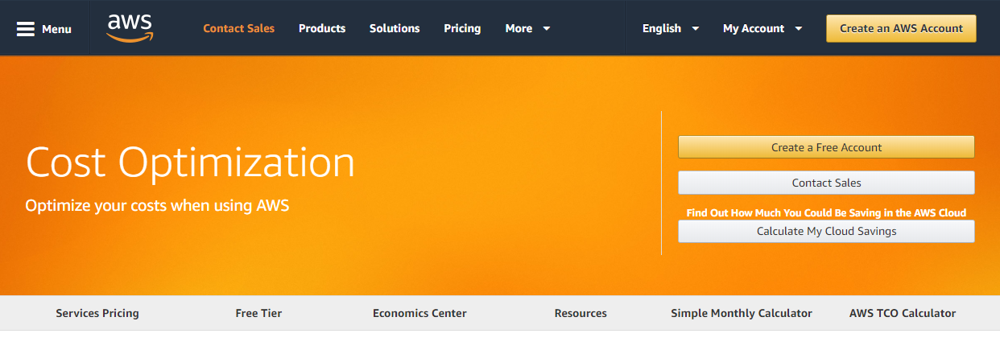 Menu
aws
Contact Sales
Products
Solutions
Pricing
More
English
My Account
Create an AWS Account
Cost Optimization
Optimize your costs when using AWS
Create a Free Account
Contact Sales
Find Out How Much You Could Be Saving in the AWS Cloud
Calculate My Cloud Savings
Services Pricing
Free Tier
Economics Center
Resources
Simple Monthly Calculator
AWS TCO Calculator